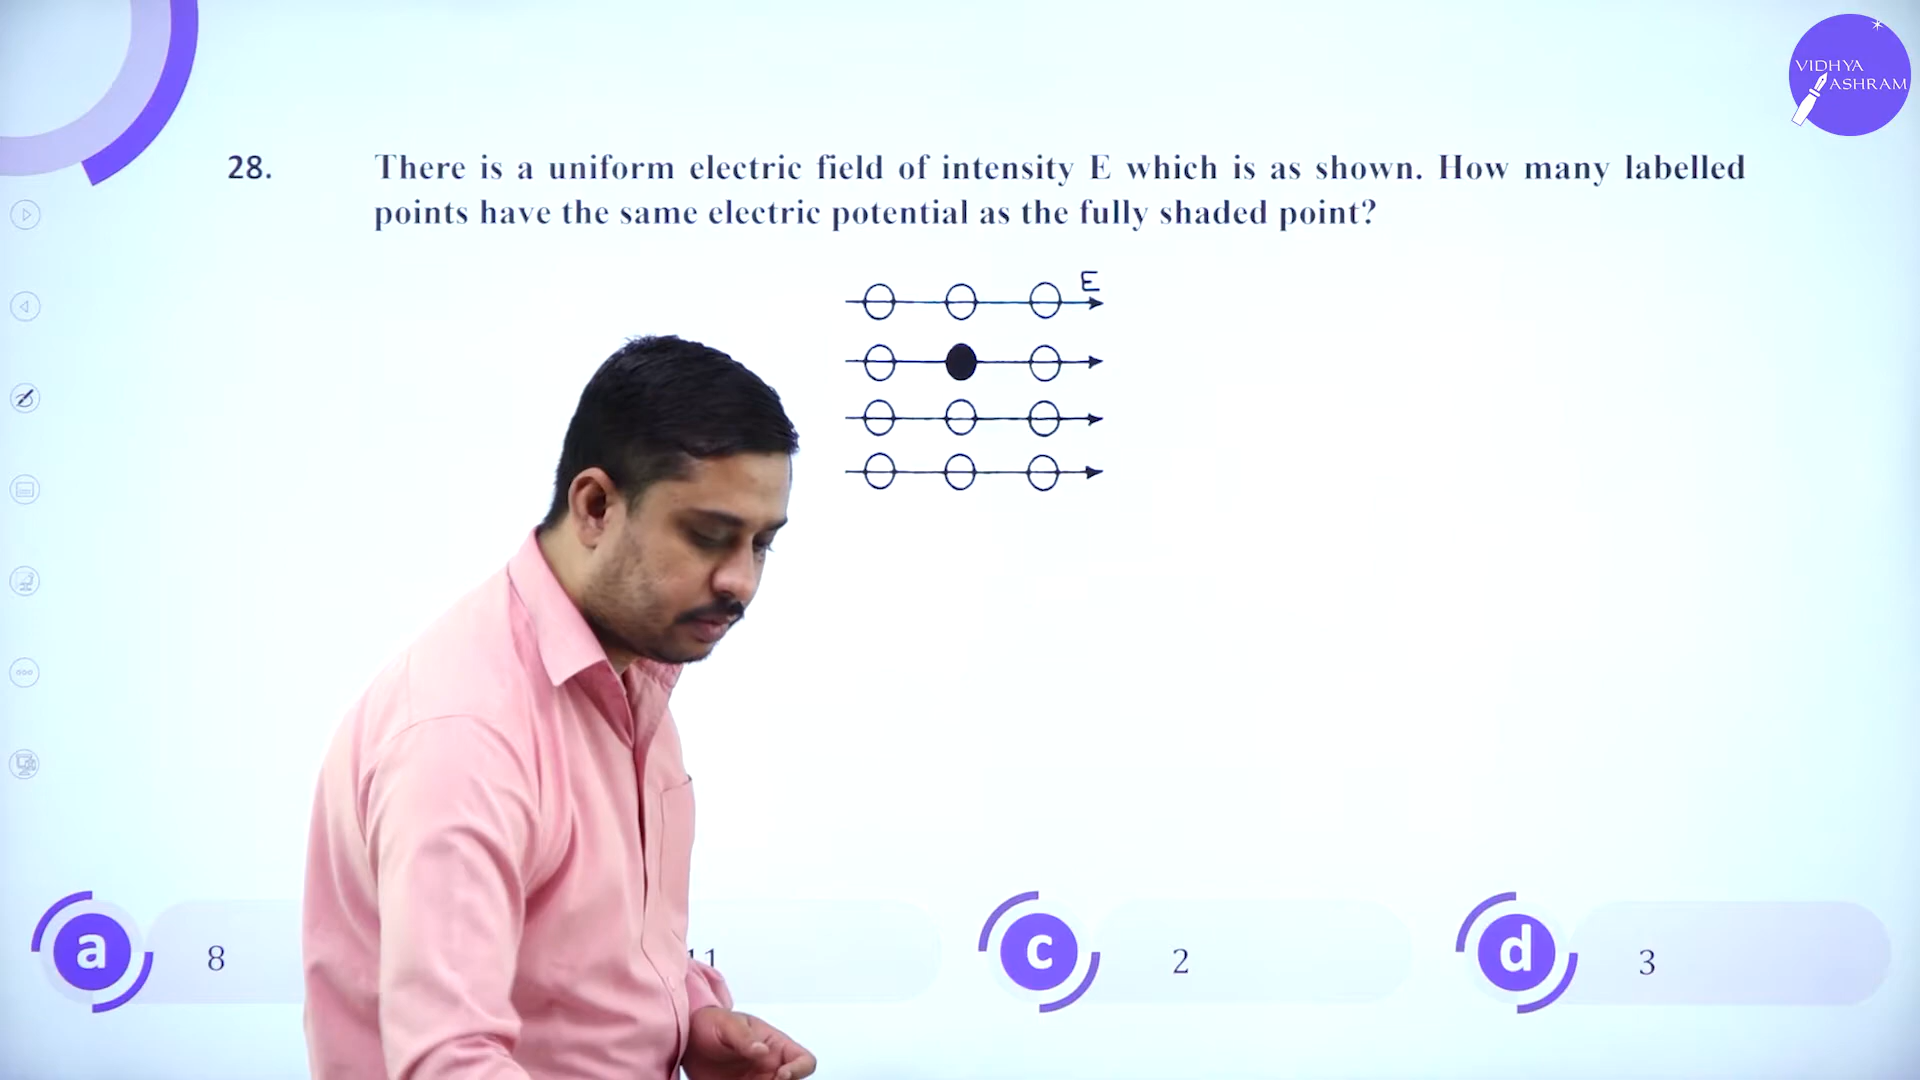 VIDHYA
ASHRAM
28. There is a uniform electric field of intensity E which is as shown. How many labelled
points have the same electric potential as the fully shaded point?
E
a 8
11
c 2
d 3